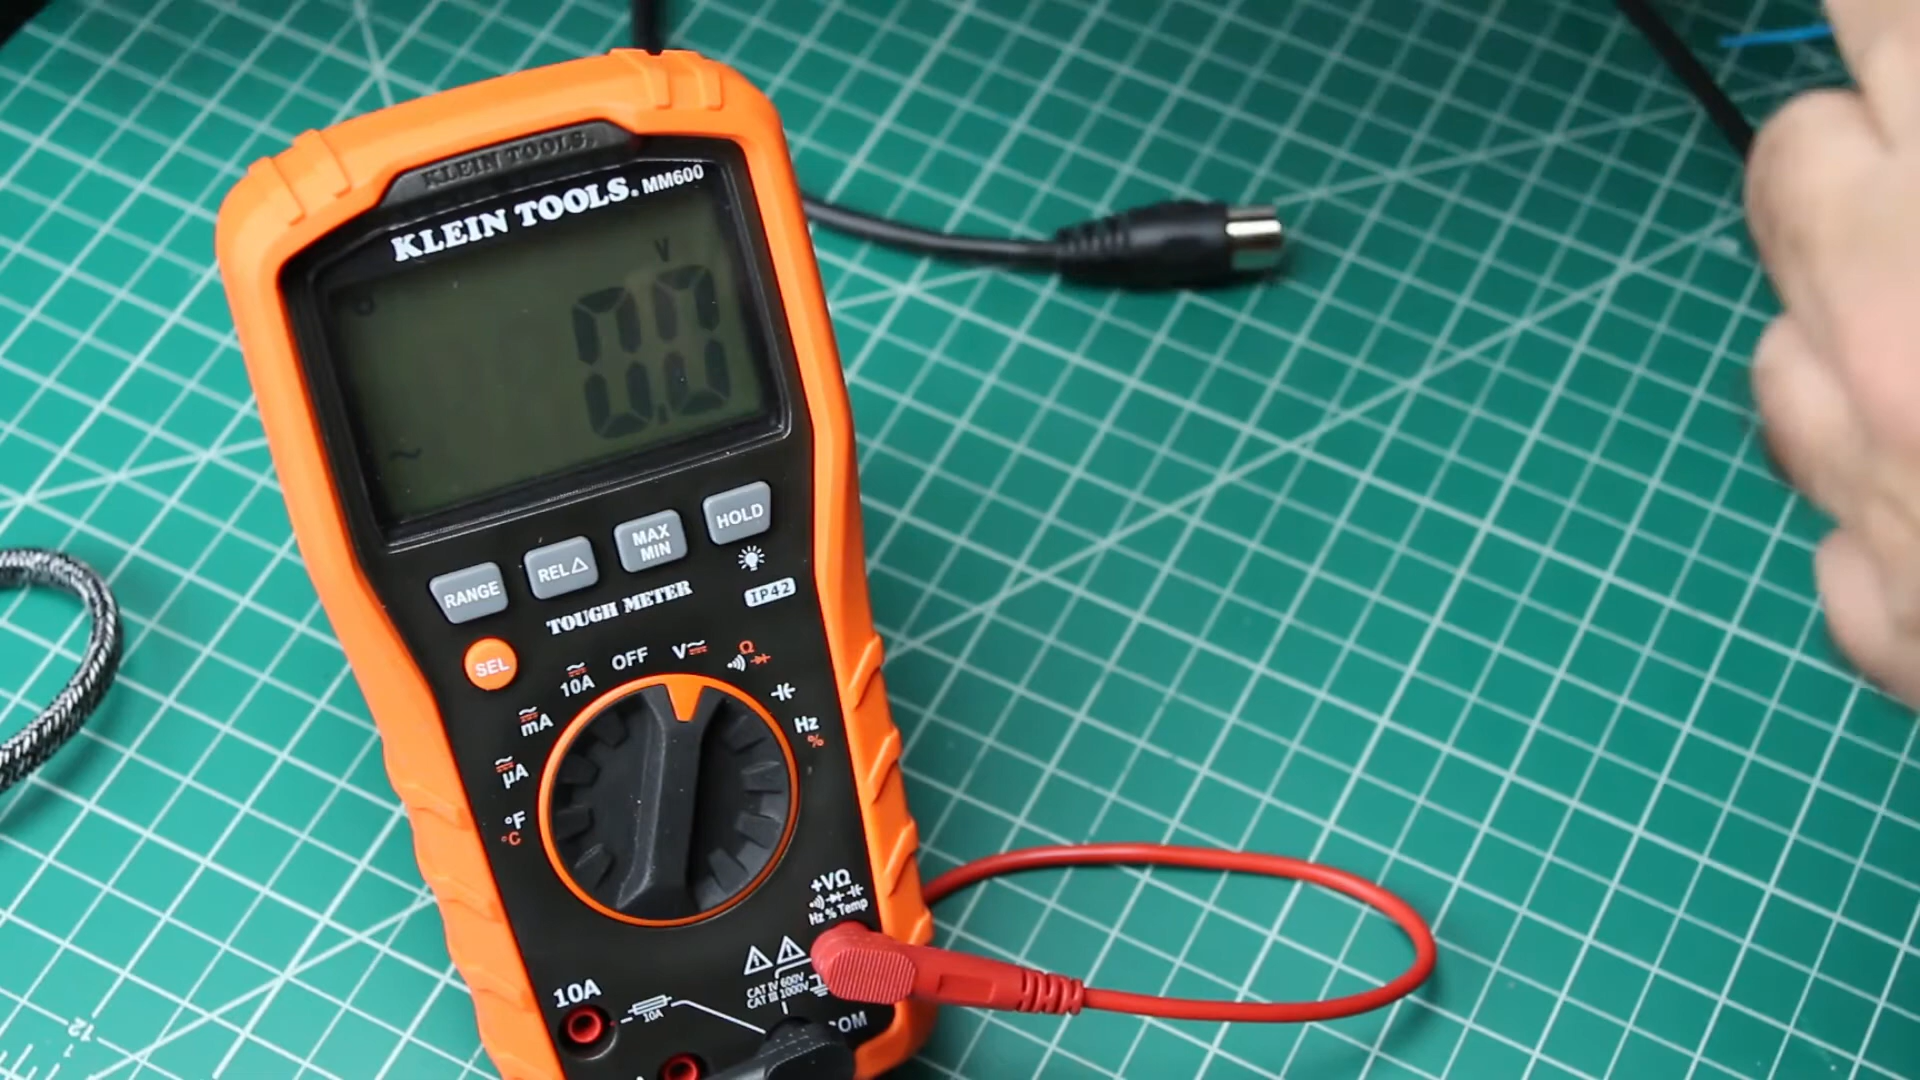 KLEIN TOOLS.
KLEIN TOOLS. MM600
V
0.0
~
RANGE
REL△
MAX
MIN
HOLD
IP42
TOUGH METER
SEL
10A
OFF
V
Ω
mA
Hz
%
µA
°F
°C
+VΩ
Hz % Temp
CAT IV 600V
CAT III 1000V
10A
10A
COM
12